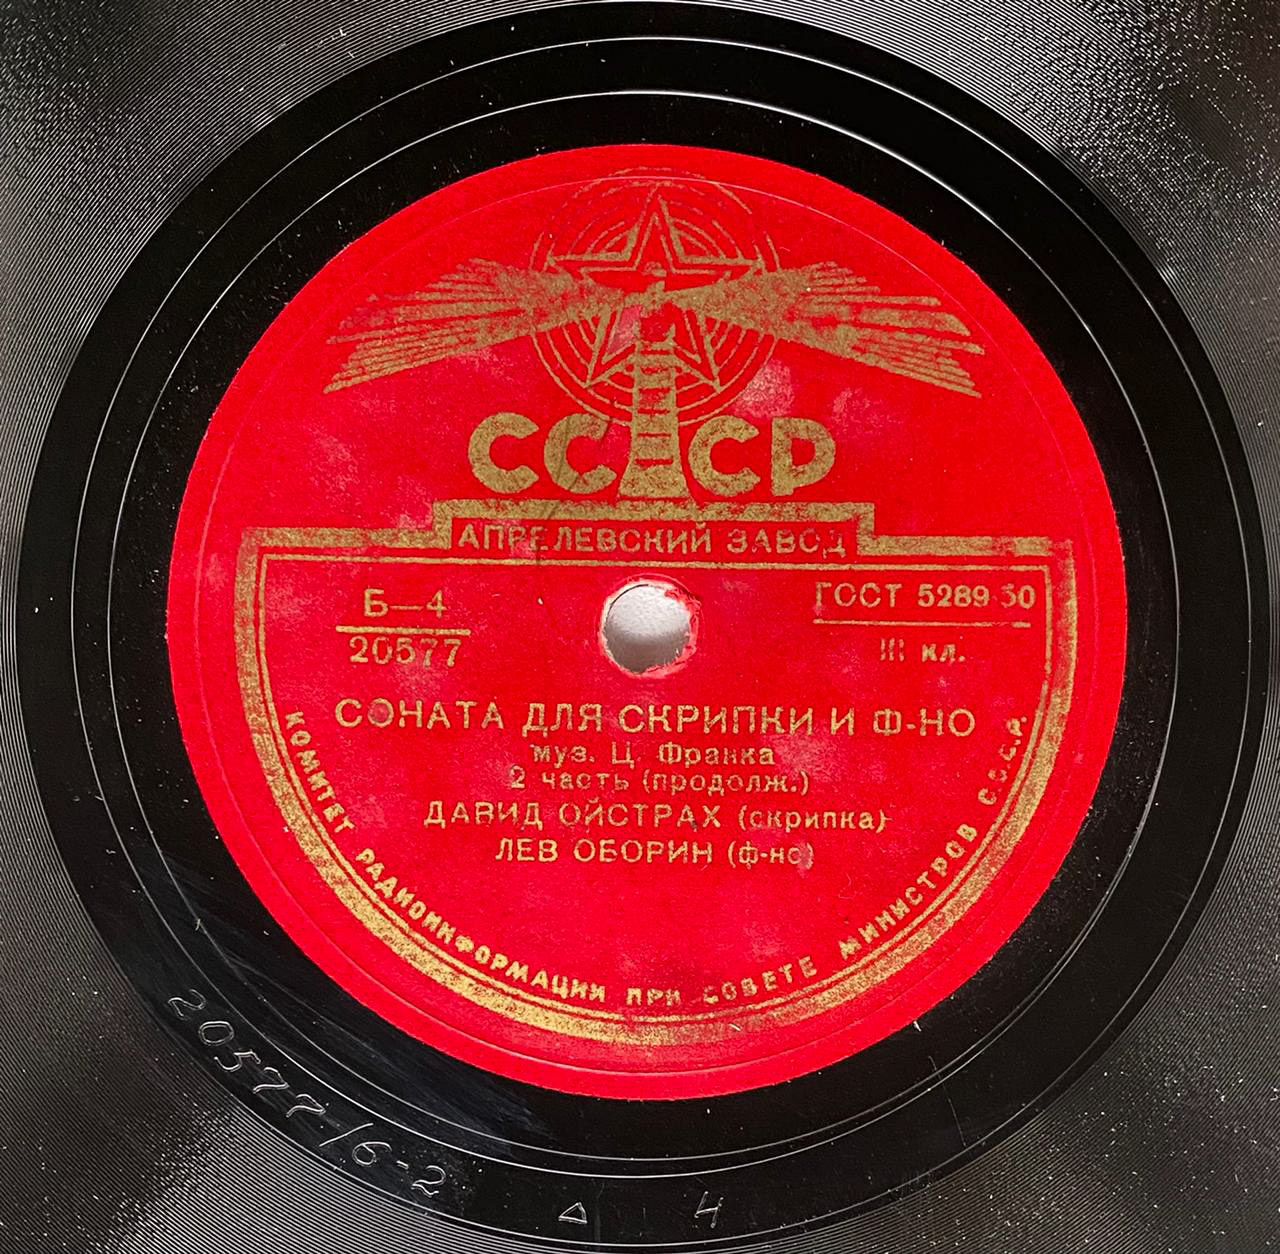 СССР
АПРЕЛЕВСКИЙ ЗАВОД
Б—4
20577
ГОСТ 5289-50
III кл.
СОНАТА ДЛЯ СКРИПКИ И Ф-НО
муз. Ц. Франка
2 часть (продолж.)
ДАВИД ОЙСТРАХ (скрипка)
ЛЕВ ОБОРИН (ф-но)
КОМИТЕТ РАДИОИНФОРМАЦИИ ПРИ СОВЕТЕ МИНИСТРОВ С.С.С.Р.
20577/6-2
△ 4